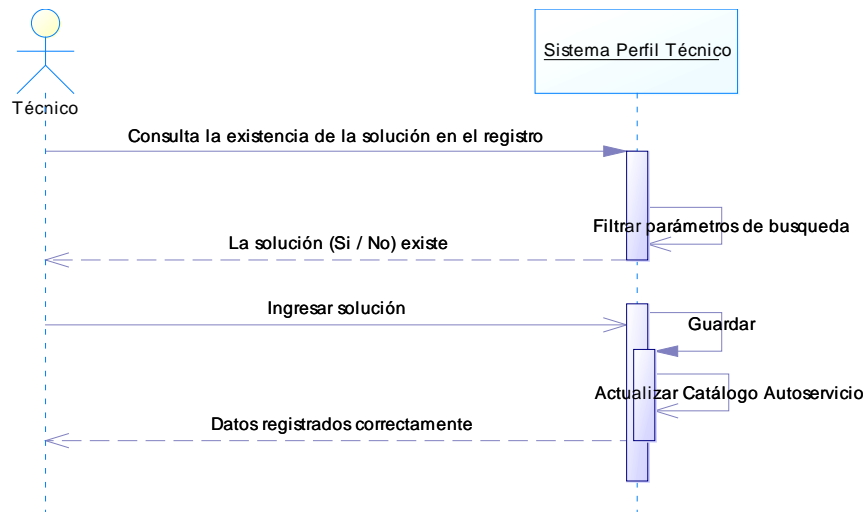 Sistema Perfil Técnico
Técnico
Consulta la existencia de la solución en el registro
Filtrar parámetros de busqueda
La solución (Si / No) existe
Ingresar solución
Guardar
Actualizar Catálogo Autoservicio
Datos registrados correctamente